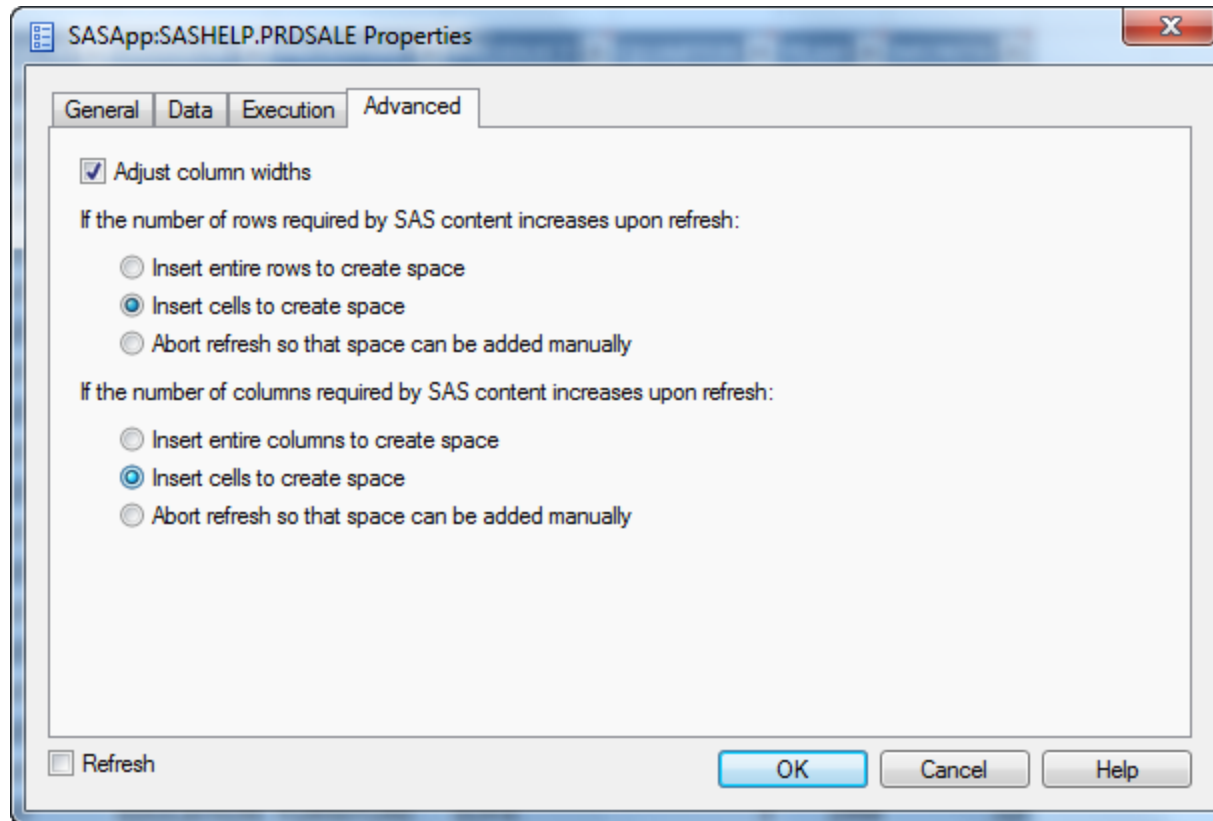 SASApp:SASHELP.PRDSALE Properties
General Data Execution Advanced
Adjust column widths
If the number of rows required by SAS content increases upon refresh:
Insert entire rows to create space
Insert cells to create space
Abort refresh so that space can be added manually
If the number of columns required by SAS content increases upon refresh:
Insert entire columns to create space
Insert cells to create space
Abort refresh so that space can be added manually
Refresh OK Cancel Help